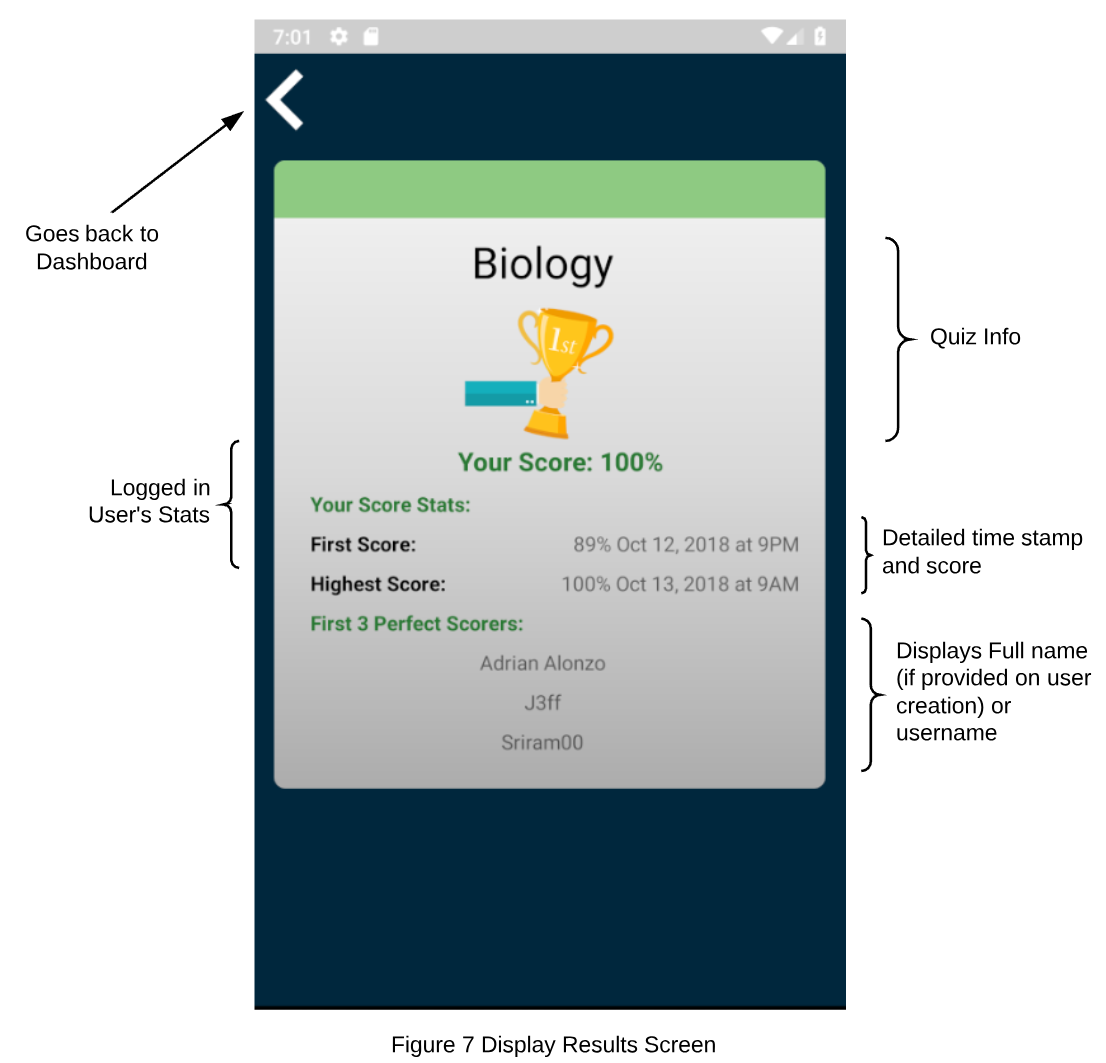 7:01
Goes back to
Dashboard
Biology
1st
Quiz Info
Your Score: 100%
Logged in
User's Stats
Your Score Stats:
First Score: 89% Oct 12, 2018 at 9PM
Highest Score: 100% Oct 13, 2018 at 9AM
Detailed time stamp
and score
First 3 Perfect Scorers:
Adrian Alonzo
J3ff
Sriram00
Displays Full name
(if provided on user
creation) or
username
Figure 7 Display Results Screen